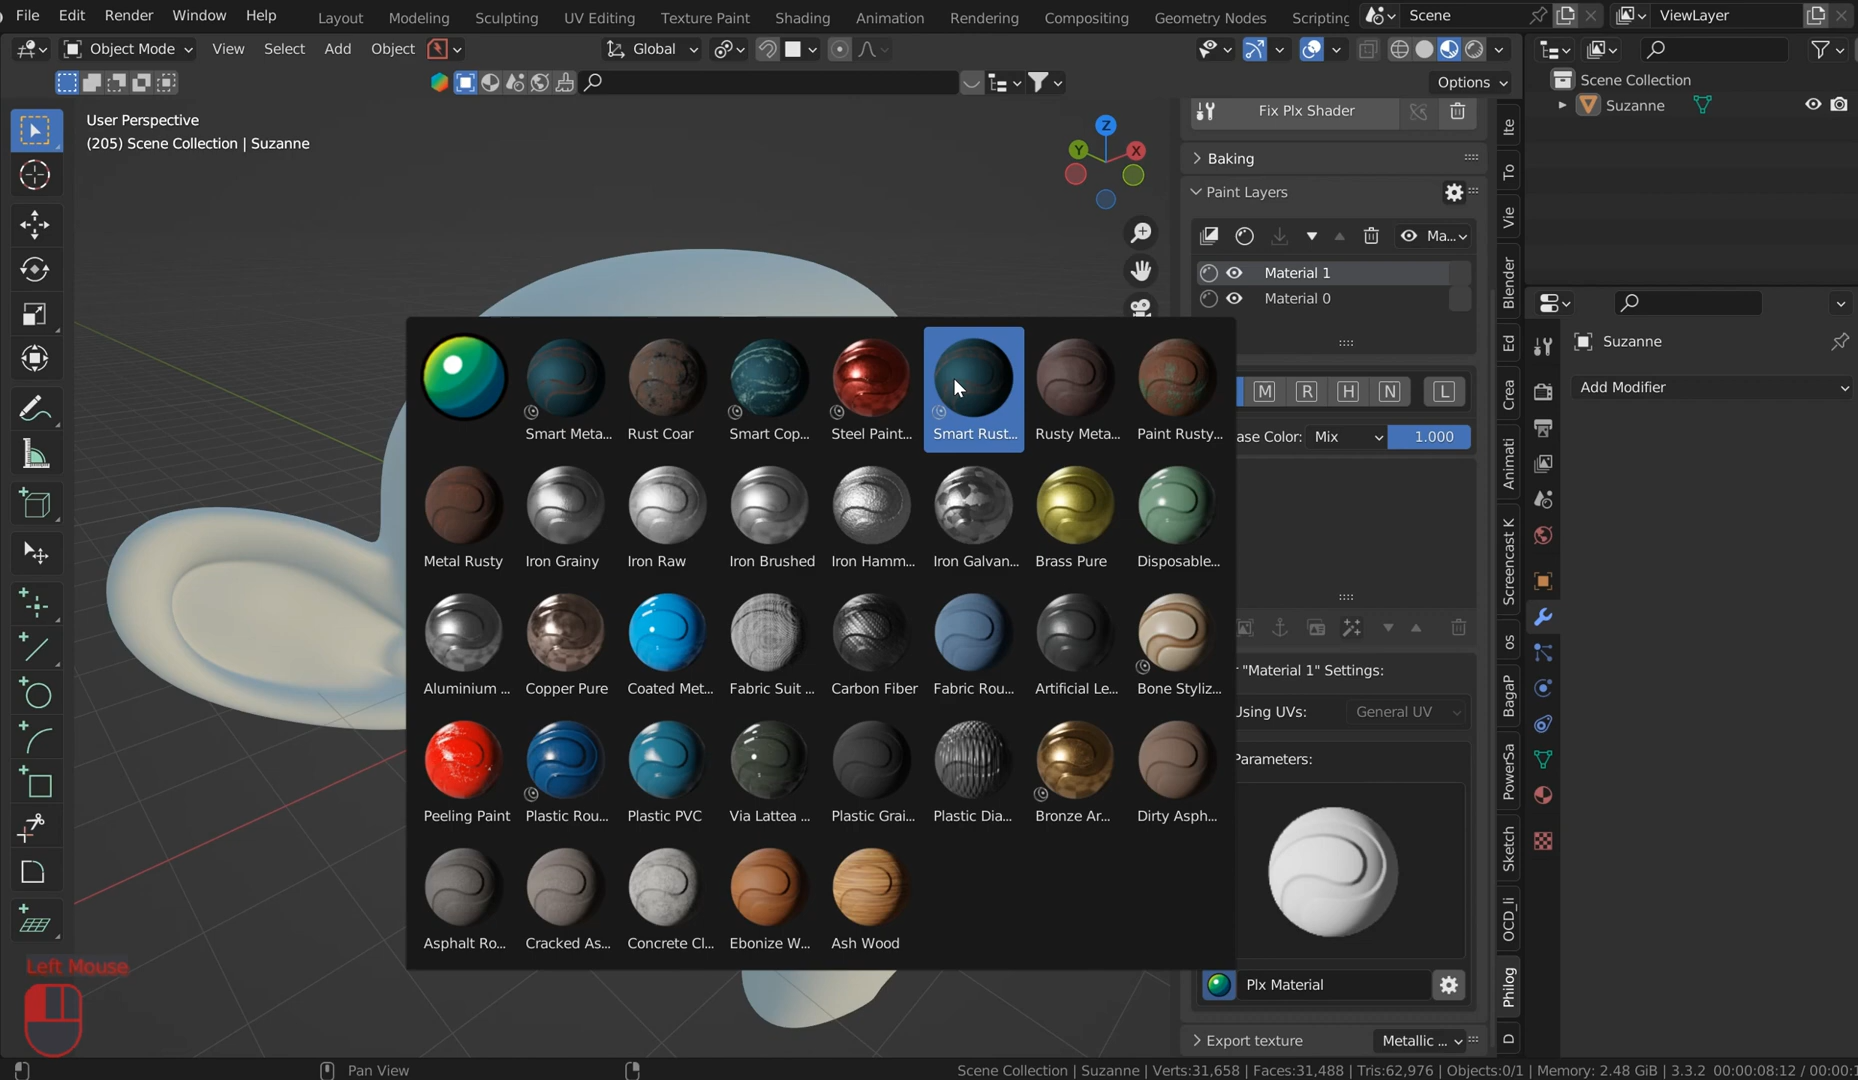 File Edit Render Window Help Layout Modeling Sculpting UV Editing Texture Paint Shading Animation Rendering Compositing Geometry Nodes Scripting Scene ViewLayer
Object Mode View Select Add Object Global
Options
Scene Collection
Suzanne
User Perspective
(205) Scene Collection | Suzanne
Z
Y
X
Fix Plx Shader
Baking
Paint Layers
Ma...
Material 1
Material 0
M R H N L
ase Color: Mix 1.000
r "Material 1" Settings:
Using UVs: General UV
Parameters:
Plx Material
Export texture Metallic ...
Ite
To
Vie
Blender
Ed
Crea
Animati
Screencast K
os
BagaP
PowerSa
Sketch
OCD_li
Philog
D
Suzanne
Add Modifier
Smart Meta... Rust Coar Smart Cop... Steel Paint... Smart Rust... Rusty Meta... Paint Rusty...
Metal Rusty Iron Grainy Iron Raw Iron Brushed Iron Hamm... Iron Galvan... Brass Pure Disposable...
Aluminium ... Copper Pure Coated Met... Fabric Suit ... Carbon Fiber Fabric Rou... Artificial Le... Bone Styliz...
Peeling Paint Plastic Rou... Plastic PVC Via Lattea ... Plastic Grai... Plastic Dia... Bronze Ar... Dirty Asph...
Asphalt Ro... Cracked As... Concrete Cl... Ebonize W... Ash Wood
Left Mouse
Pan View
Scene Collection | Suzanne | Verts:31,658 | Faces:31,488 | Tris:62,976 | Objects:0/1 | Memory: 2.48 GiB | 3.3.2 00:00:08:12 / 00:00:1